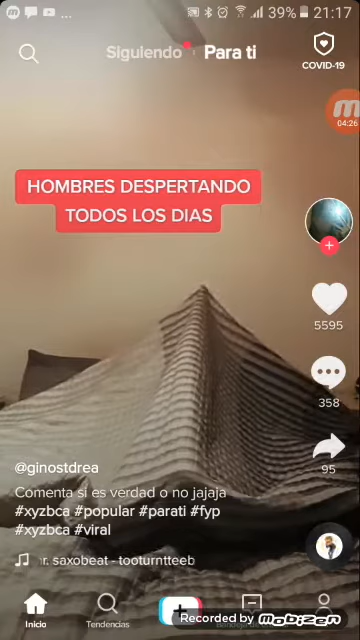 39% 21:17
Siguiendo Para ti
COVID-19
04:26
HOMBRES DESPERTANDO
TODOS LOS DIAS
5595
358
95
@ginostdrea
Comenta si es verdad o no jajaja
#xyzbca #popular #parati #fyp
#xyzbca #viral
r. saxobeat - tooturntteeb
Inicio Tendencias
Recorded by mobizen